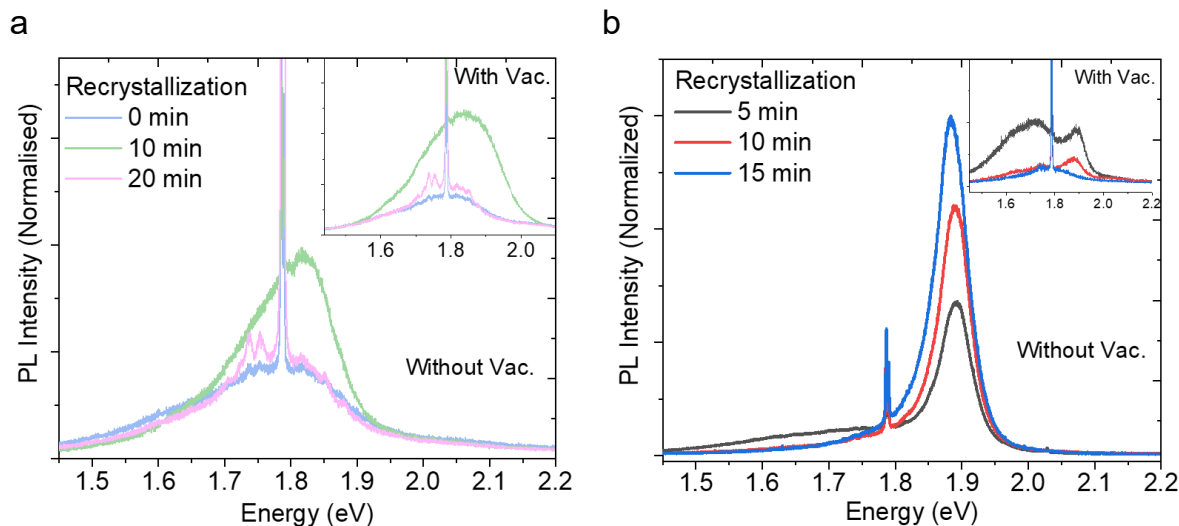 a
PL Intensity (Normalised)
Recrystallization
0 min
10 min
20 min
With Vac.
1.6 1.8 2.0
Without Vac.
1.5 1.6 1.7 1.8 1.9 2.0 2.1 2.2
Energy (eV)
b
PL Intensity (Normalized)
Recrystallization
5 min
10 min
15 min
With Vac.
1.6 1.8 2.0 2.2
Without Vac.
1.5 1.6 1.7 1.8 1.9 2.0 2.1 2.2
Energy (eV)